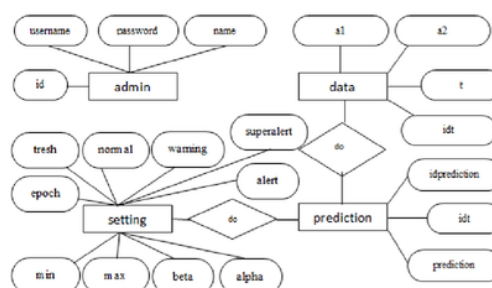 username password name a1 a2
id admin data t
idt
tresh normal warning superalert do
epoch alert idprediction
setting do prediction idt
min max beta alpha prediction